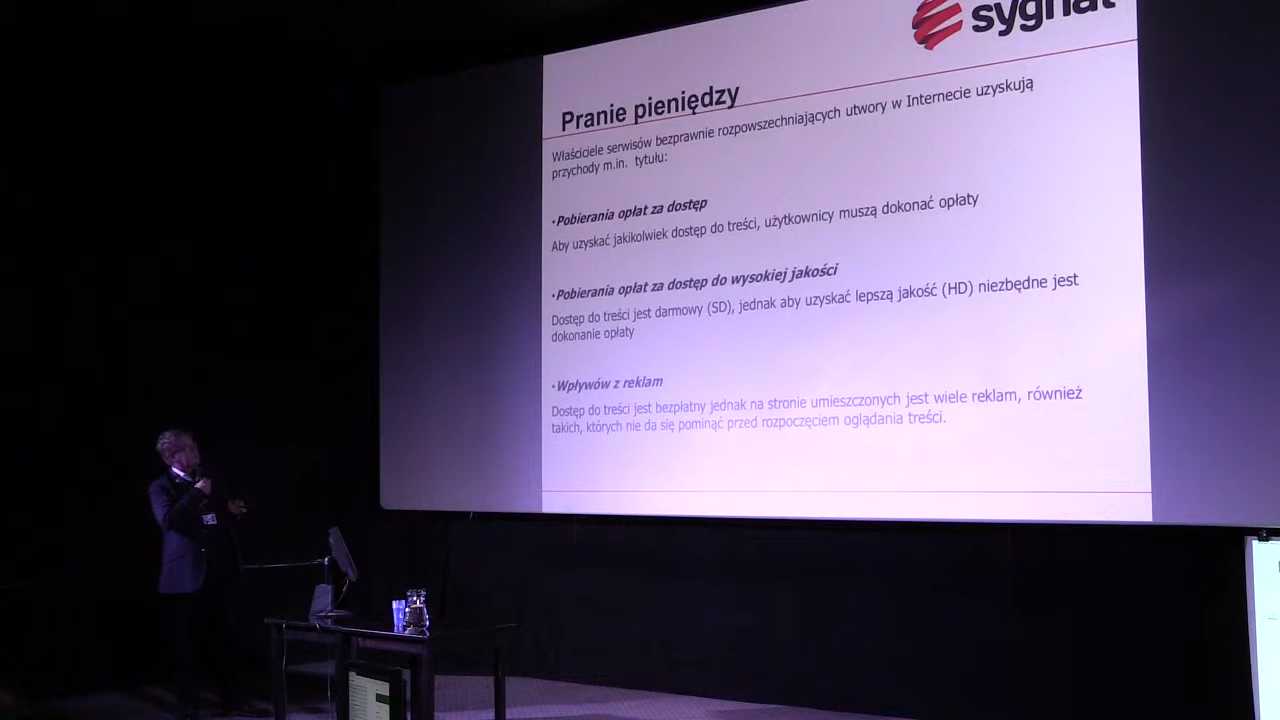 sygnał
Pranie pieniędzy
Właściciele serwisów bezprawnie rozpowszechniających utwory w Internecie uzyskują
przychody m.in. tytułu:
•Pobierania opłat za dostęp
Aby uzyskać jakikolwiek dostęp do treści, użytkownicy muszą dokonać opłaty
•Pobierania opłat za dostęp do wysokiej jakości
Dostęp do treści jest darmowy (SD), jednak aby uzyskać lepszą jakość (HD) niezbędne jest
dokonanie opłaty
•Wpływów z reklam
Dostęp do treści jest bezpłatny jednak na stronie umieszczonych jest wiele reklam, również
takich, których nie da się pominąć przed rozpoczęciem oglądania treści.